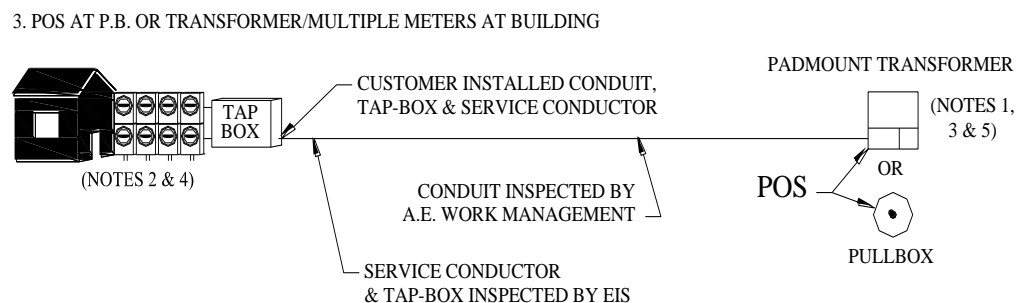 3. POS AT P.B. OR TRANSFORMER/MULTIPLE METERS AT BUILDING
PADMOUNT TRANSFORMER
CUSTOMER INSTALLED CONDUIT,
TAP-BOX & SERVICE CONDUCTOR
TAP
BOX
(NOTES 1,
3 & 5)
(NOTES 2 & 4)
OR
CONDUIT INSPECTED BY
A.E. WORK MANAGEMENT
POS
PULLBOX
SERVICE CONDUCTOR
& TAP-BOX INSPECTED BY EIS